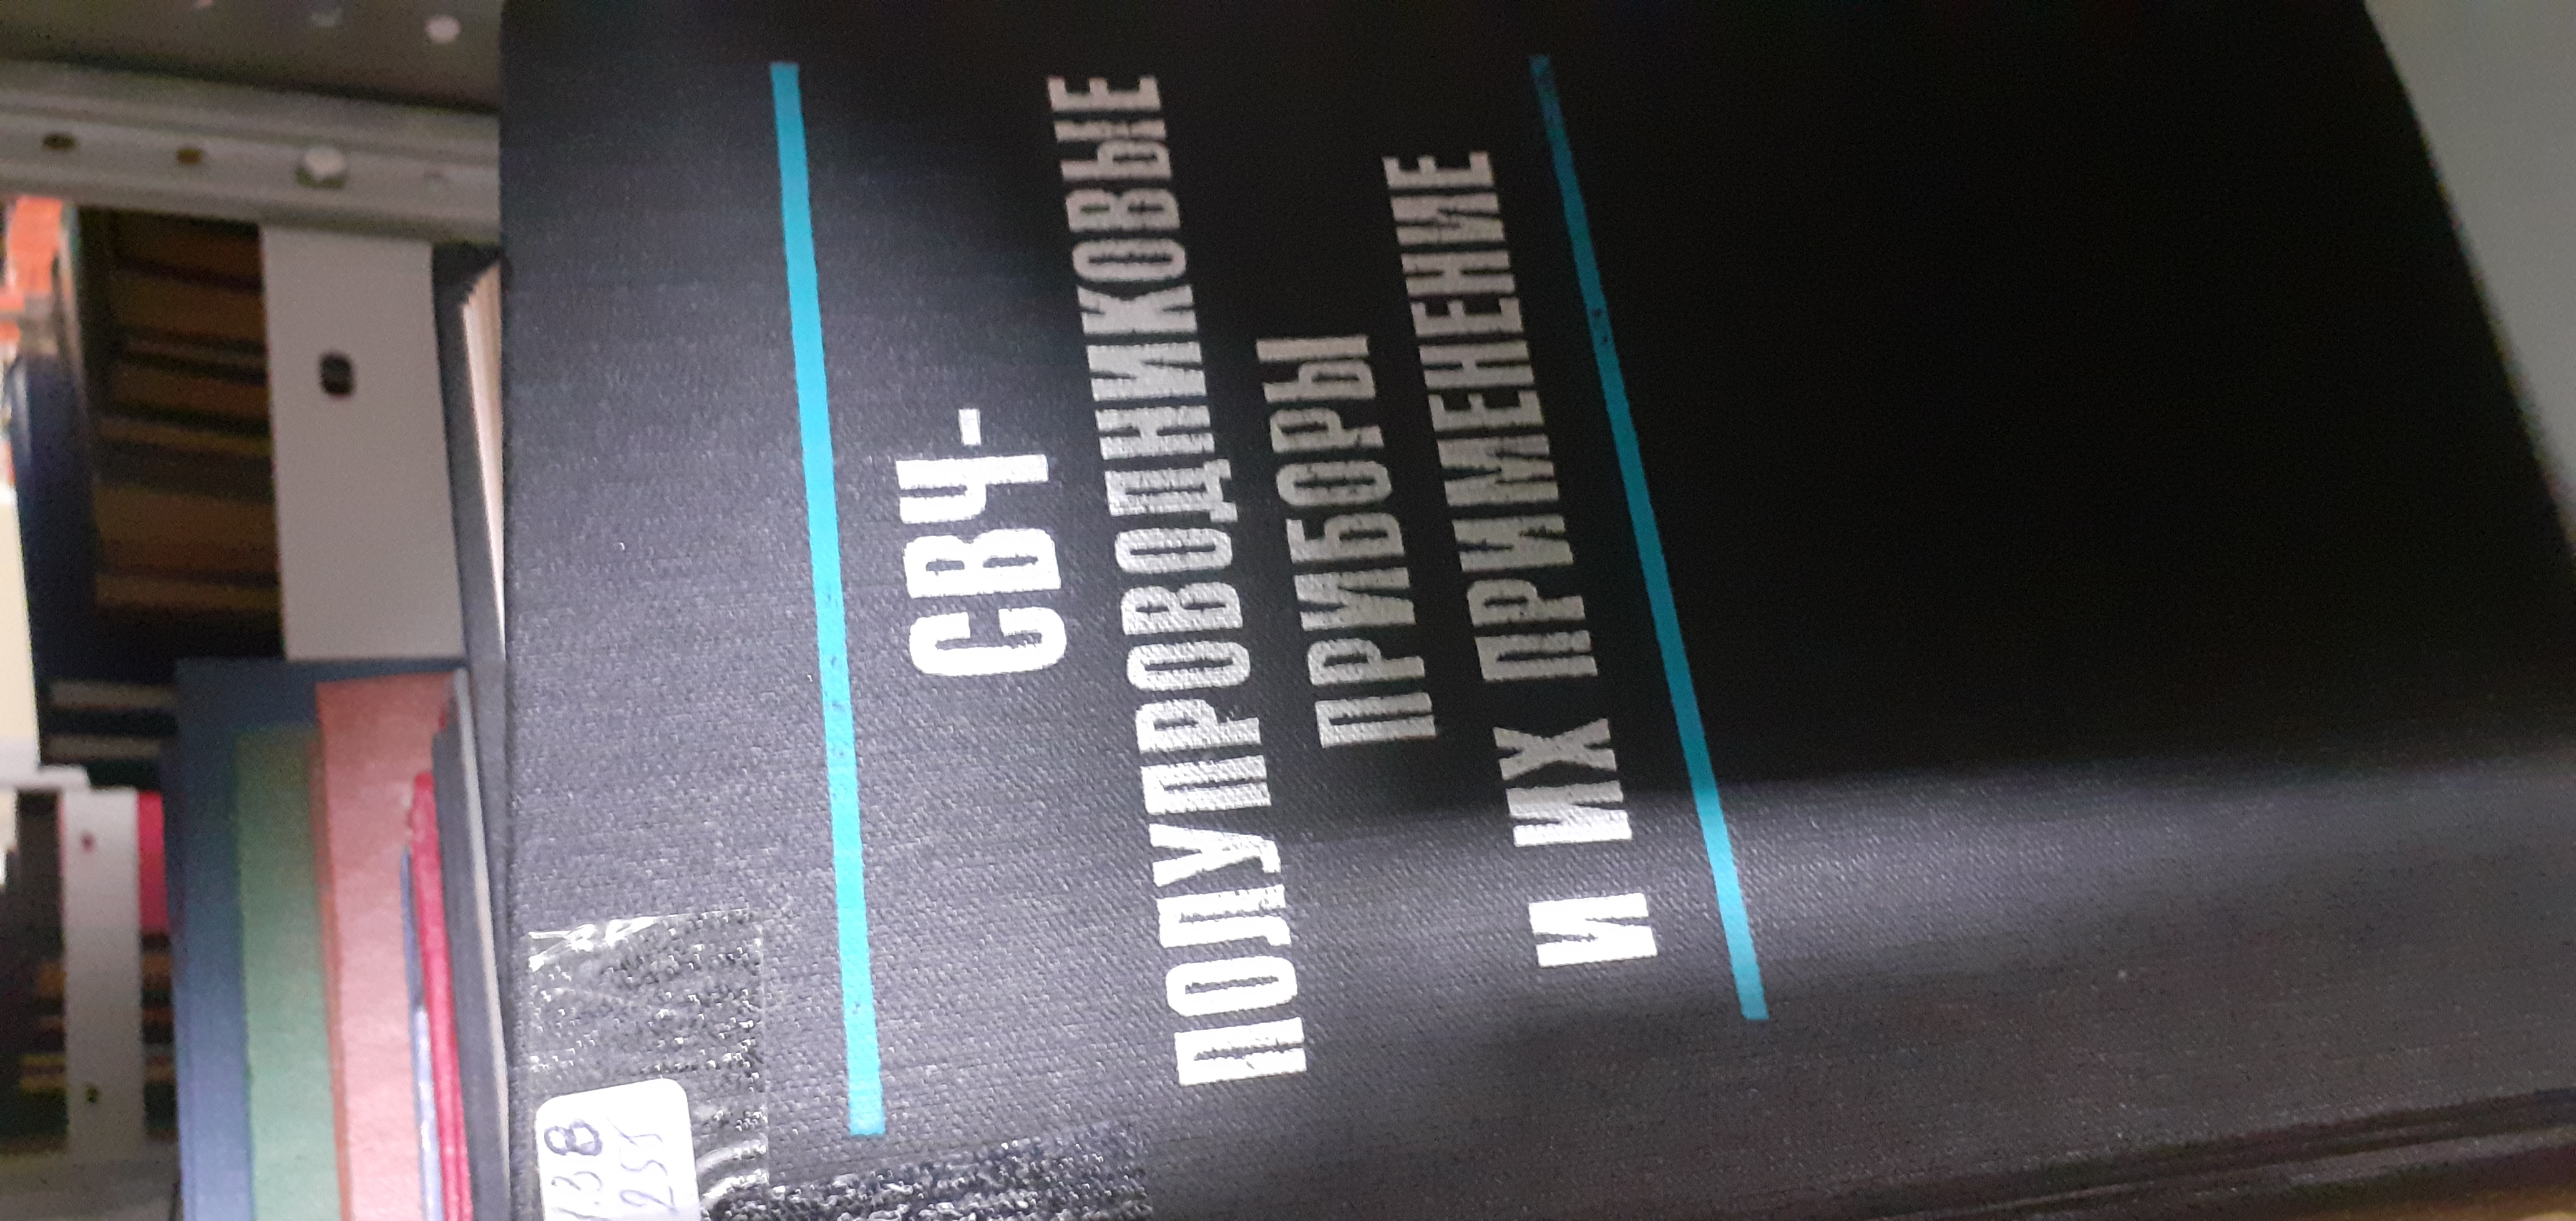 СВЧ-
ПОЛУПРОВОДНИКОВЫЕ
ПРИБОРЫ
И ИХ ПРИМЕНЕНИЕ